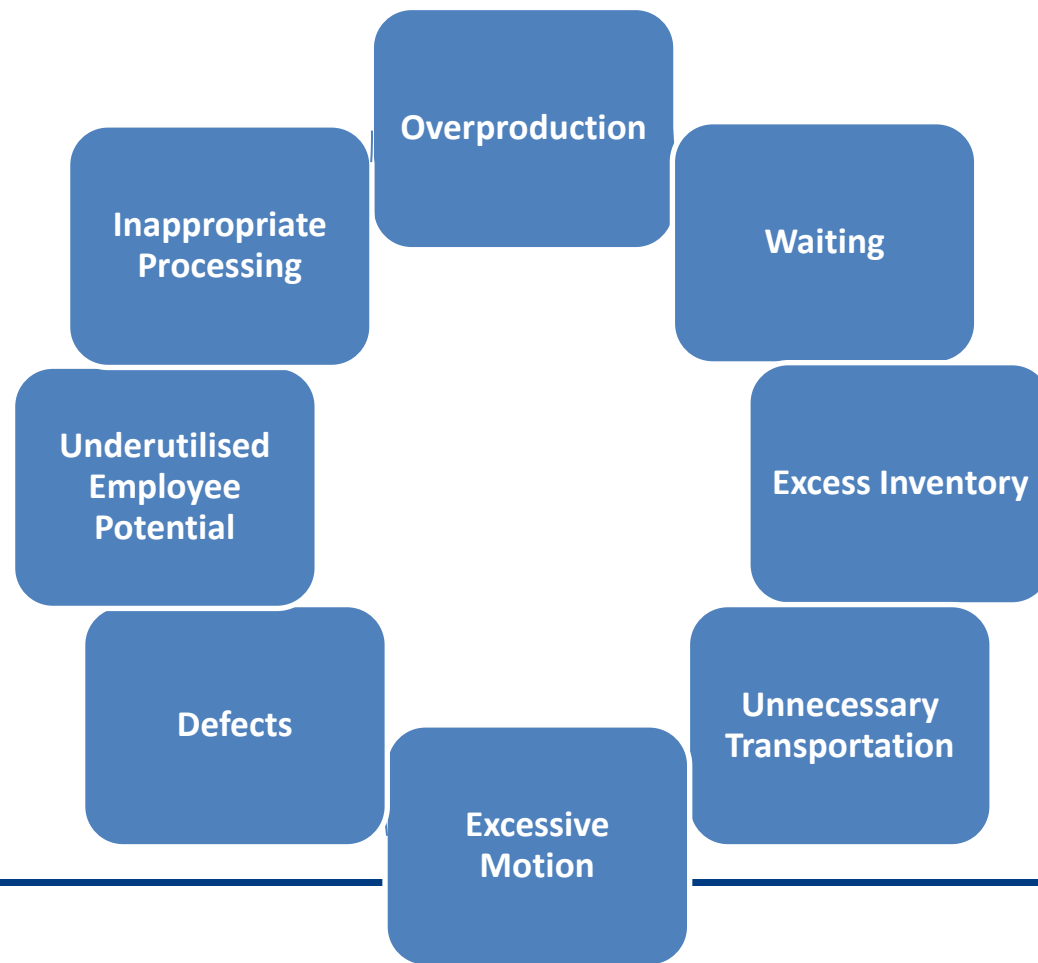 Overproduction
Waiting
Excess Inventory
Unnecessary
Transportation
Excessive
Motion
Defects
Underutilised
Employee
Potential
Inappropriate
Processing